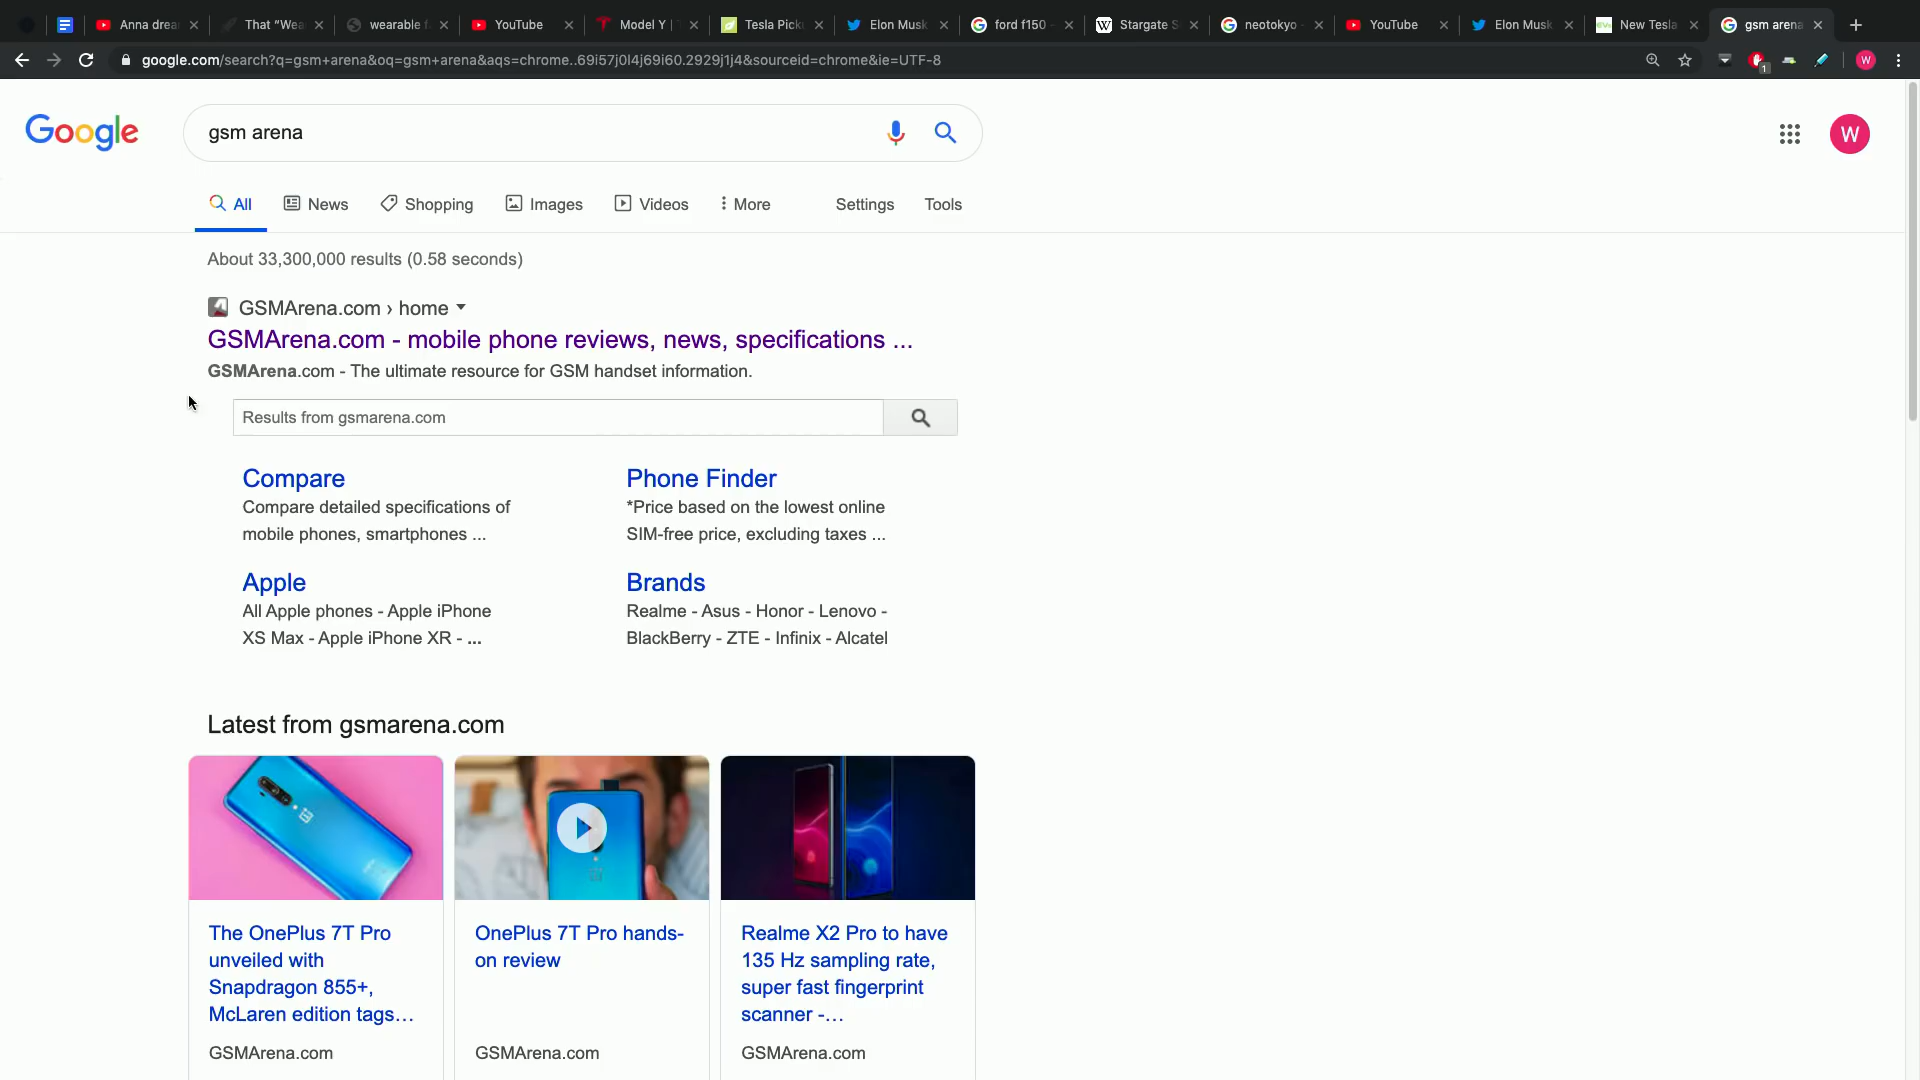 Anna drea
That “Wea
wearable f
YouTube
Model Y | T
Tesla Pick
Elon Musk
ford f150 -
Stargate S
neotokyo -
YouTube
Elon Musk
New Tesla
gsm arena
google.com/search?q=gsm+arena&oq=gsm+arena&aqs=chrome..69i57j0l4j69i60.2929j1j4&sourceid=chrome&ie=UTF-8
1
W
Google
gsm arena
W
All
News
Shopping
Images
Videos
More
Settings
Tools
About 33,300,000 results (0.58 seconds)
GSMArena.com › home
GSMArena.com - mobile phone reviews, news, specifications ...
GSMArena.com - The ultimate resource for GSM handset information.
Results from gsmarena.com
Compare
Compare detailed specifications of
mobile phones, smartphones ...
Phone Finder
*Price based on the lowest online
SIM-free price, excluding taxes ...
Apple
All Apple phones - Apple iPhone
XS Max - Apple iPhone XR - ...
Brands
Realme - Asus - Honor - Lenovo -
BlackBerry - ZTE - Infinix - Alcatel
Latest from gsmarena.com
The OnePlus 7T Pro
unveiled with
Snapdragon 855+,
McLaren edition tags...
GSMArena.com
OnePlus 7T Pro hands-
on review
GSMArena.com
Realme X2 Pro to have
135 Hz sampling rate,
super fast fingerprint
scanner -...
GSMArena.com